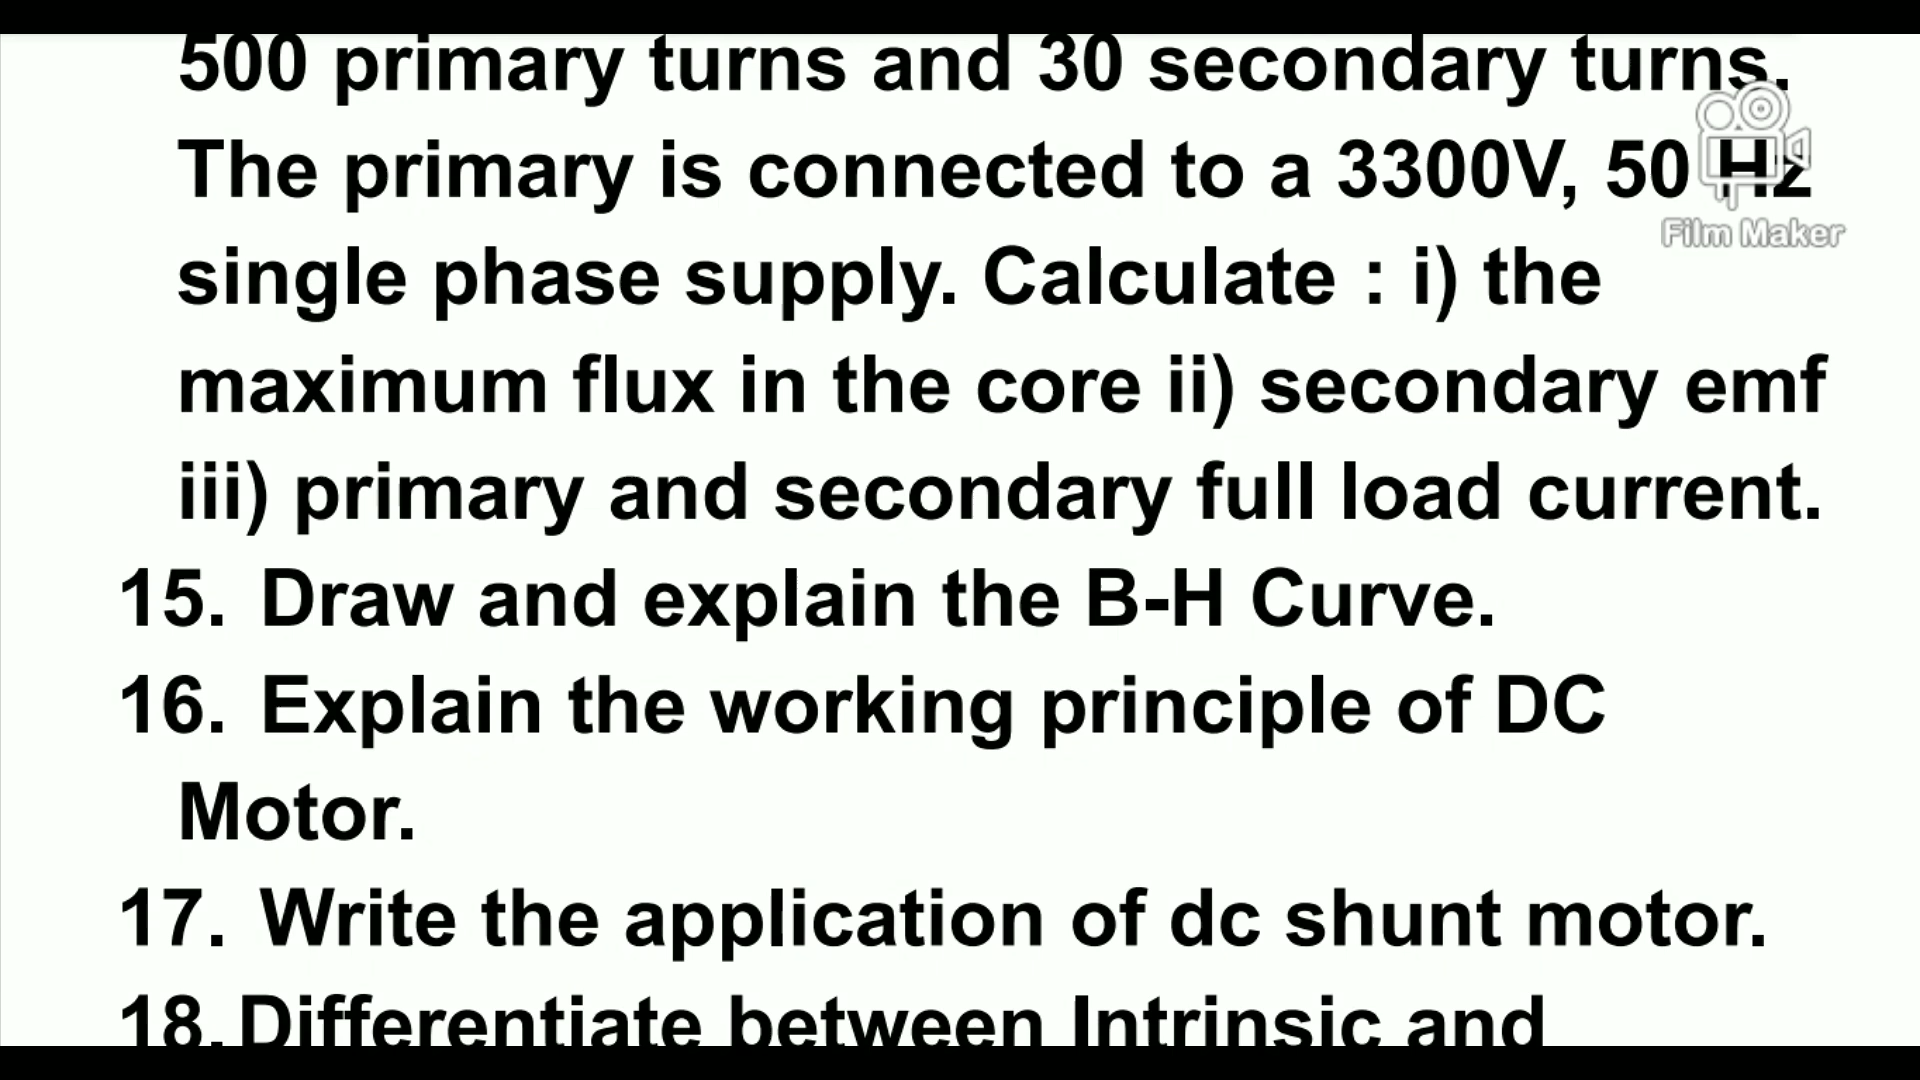 500 primary turns and 30 secondary turns.
The primary is connected to a 3300V, 50 Hz
Film Maker
single phase supply. Calculate : i) the
maximum flux in the core ii) secondary emf
iii) primary and secondary full load current.
15. Draw and explain the B-H Curve.
16. Explain the working principle of DC
Motor.
17. Write the application of dc shunt motor.
18. Differentiate between Intrinsic and